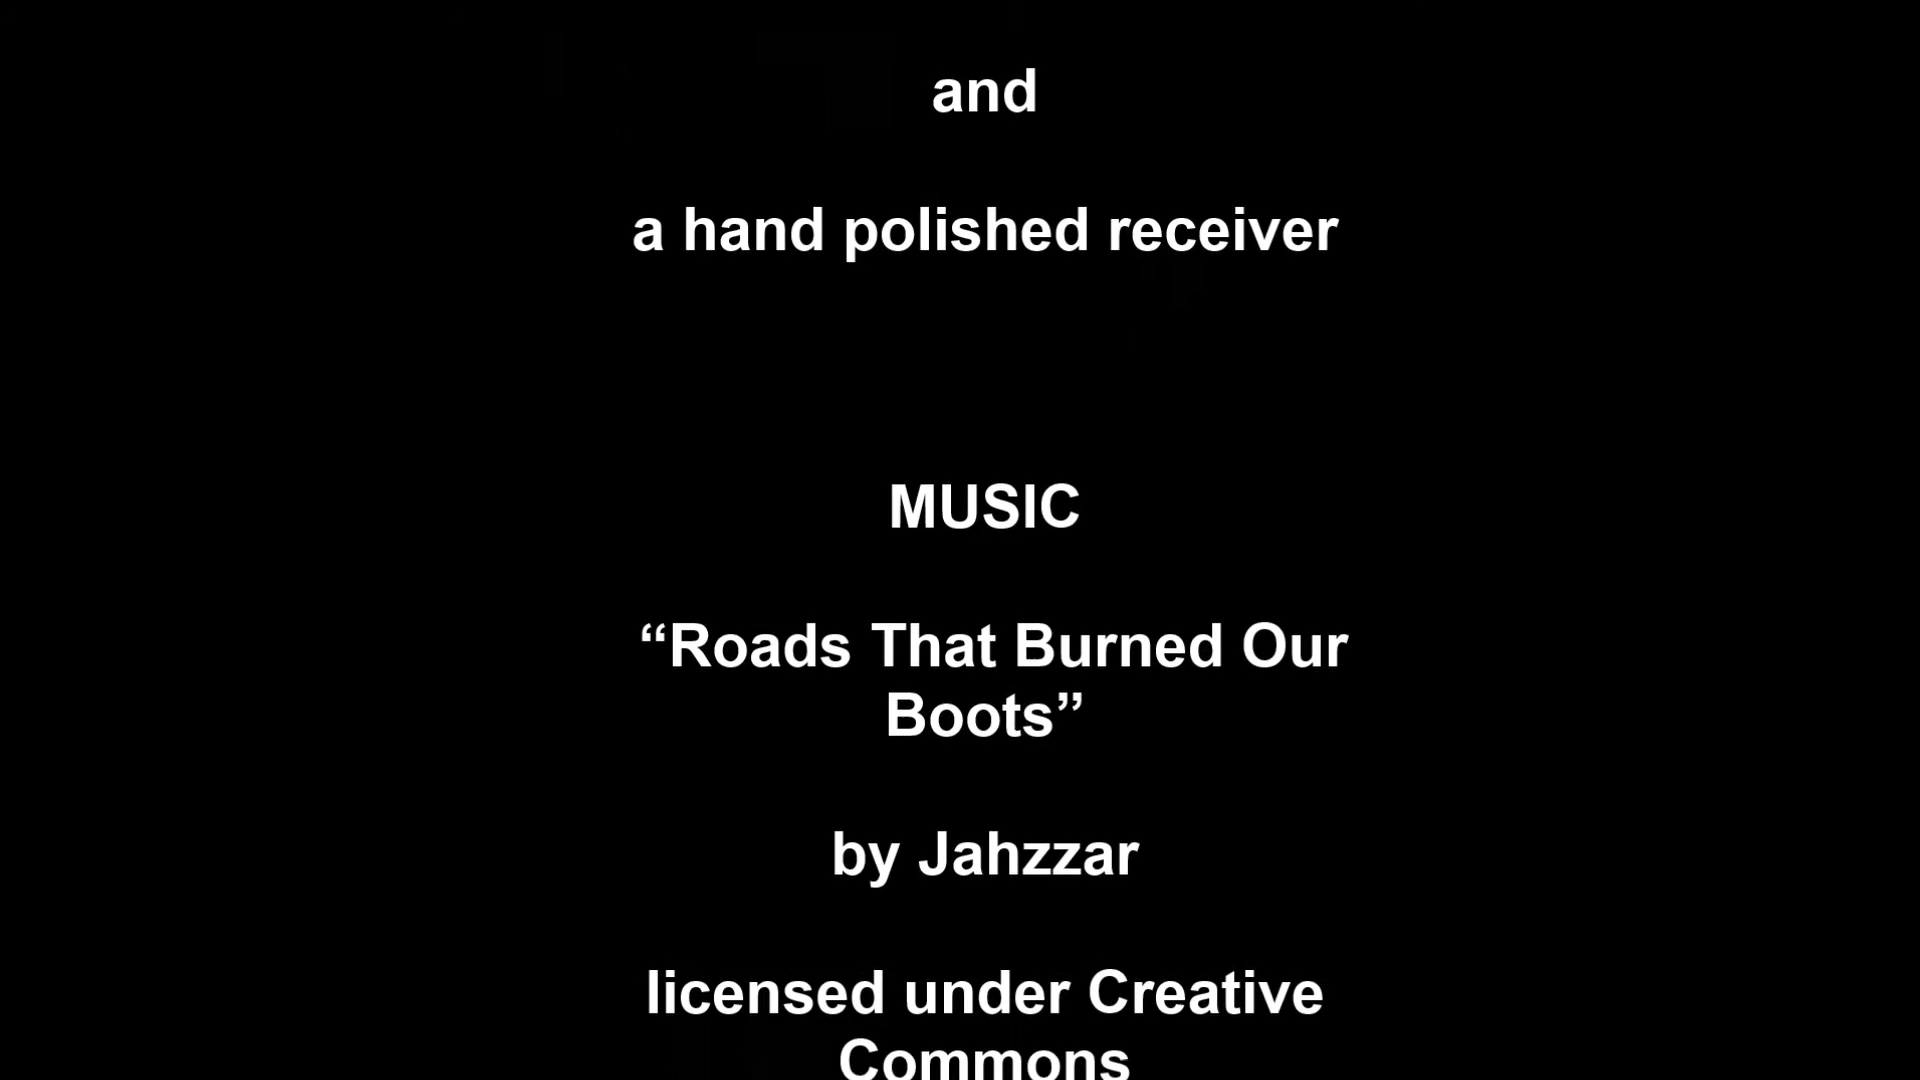 and
a hand polished receiver
MUSIC
“Roads That Burned Our
Boots”
by Jahzzar
licensed under Creative
Commons